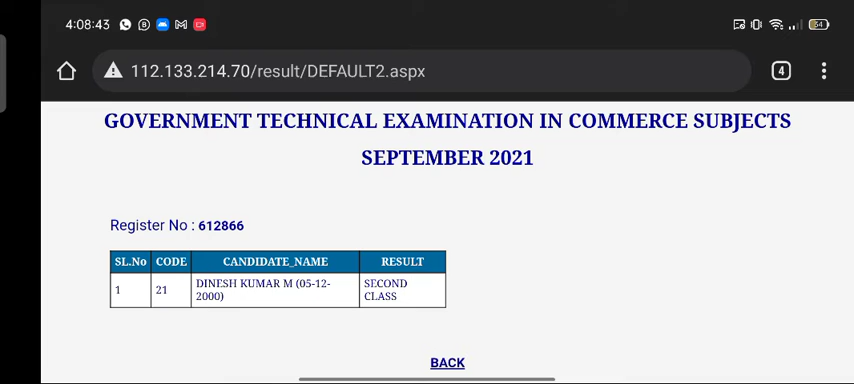 4:08:43
54
112.133.214.70/result/DEFAULT2.aspx
4
GOVERNMENT TECHNICAL EXAMINATION IN COMMERCE SUBJECTS
SEPTEMBER 2021
Register No : 612866
SL.No CODE CANDIDATE_NAME RESULT
1 21 DINESH KUMAR M (05-12- SECOND
2000) CLASS
BACK